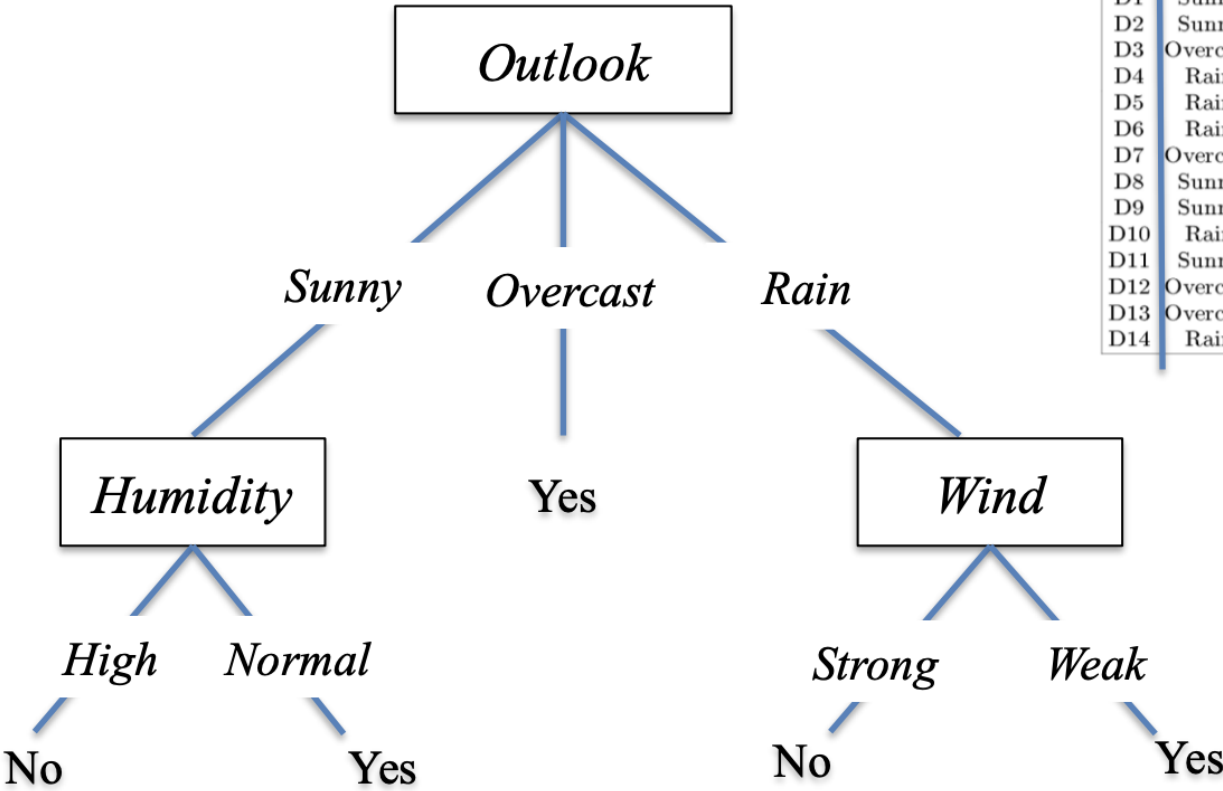 Outlook
Sunny
Overcast
Rain
Humidity
Yes
Wind
High
Normal
Strong
Weak
No
Yes
No
Yes
D2
D3
D4
D5
D6
D7
D8
D9
D10
D11
D12
D13
D14